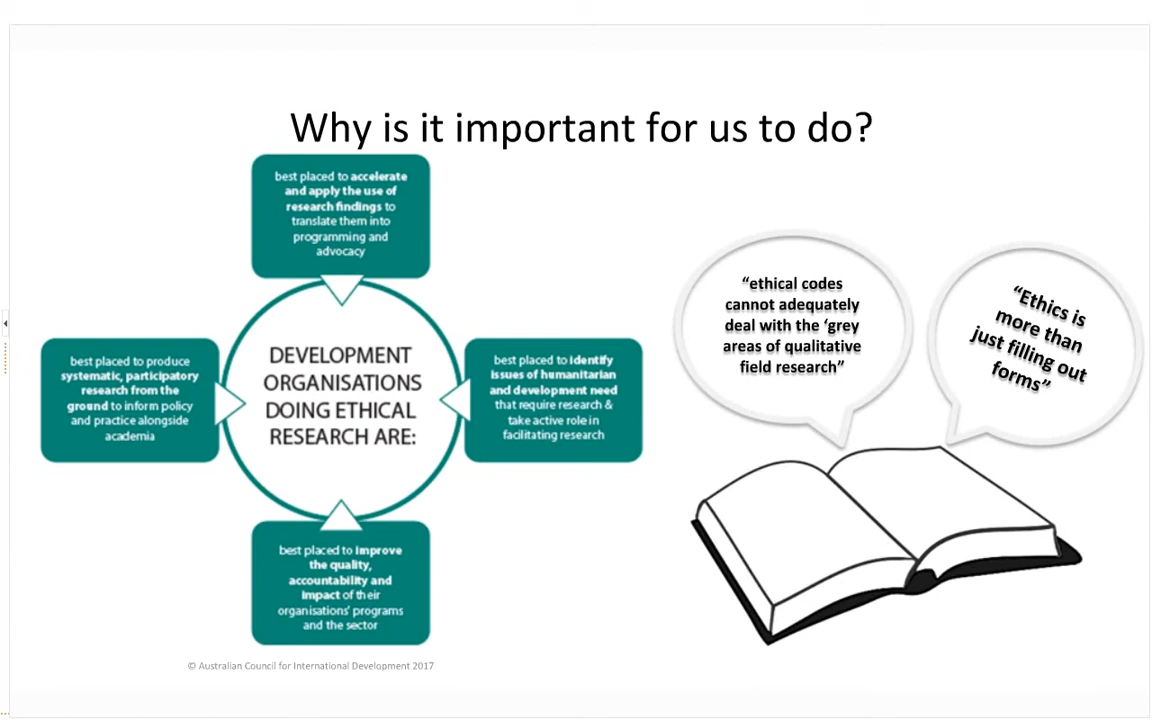 Why is it important for us to do?
best placed to accelerate
and apply the use of
research findings to
translate them into
programming and
advocacy
best placed to produce
systematic, participatory
research from the
ground to inform policy
and practice alongside
academia
DEVELOPMENT
ORGANISATIONS
DOING ETHICAL
RESEARCH ARE:
best placed to identify
issues of humanitarian
and development need
that require research &
take active role in
facilitating research
best placed to improve
the quality,
accountability and
impact of their
organisations' programs
and the sector
© Australian Council for International Development 2017
“ethical codes
cannot adequately
deal with the ‘grey
areas of qualitative
field research”
“Ethics is
more than
just filling out
forms”